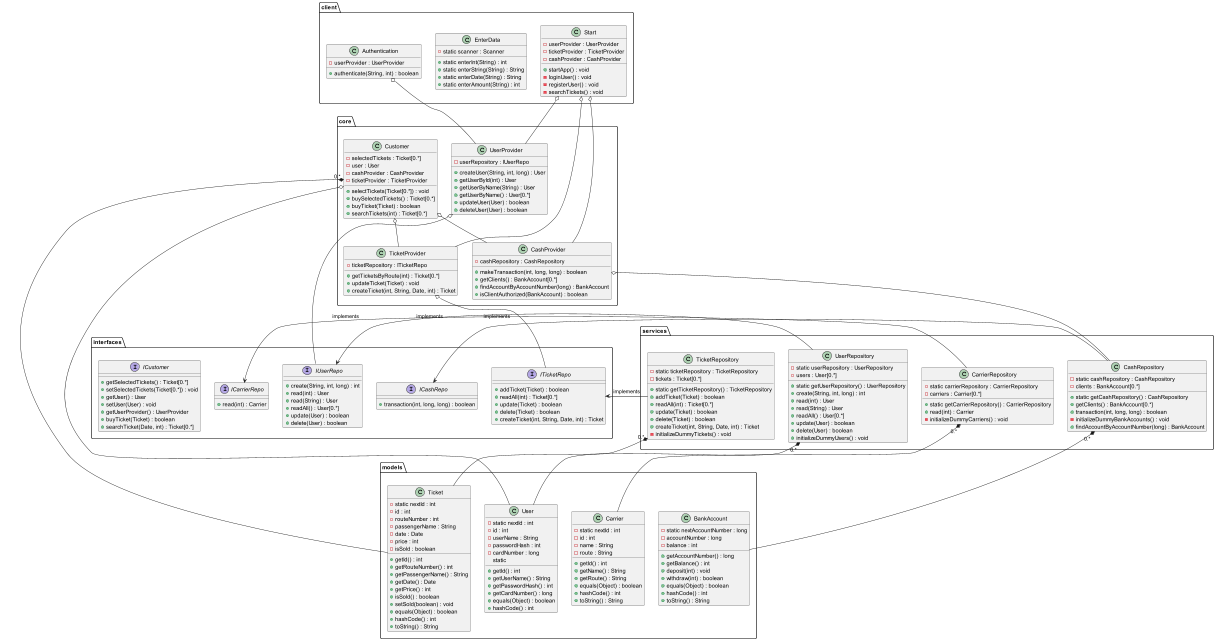 client
C Authentication
userProvider : UserProvider
authenticate(String, int) : boolean
C EnterData
static scanner : Scanner
static enterInt(String) : int
static enterString(String) : String
static enterDate(String) : String
static enterAmount(String) : int
C Start
userProvider : UserProvider
ticketProvider : TicketProvider
cashProvider : CashProvider
startApp() : void
loginUser() : void
registerUser() : void
searchTickets() : void
core
C Customer
selectedTickets : Ticket[0.*]
user : User
cashProvider : CashProvider
ticketProvider : TicketProvider
selectTickets(Ticket[0.*]) : void
buySelectedTickets() : Ticket[0.*]
buyTicket(Ticket) : boolean
searchTickets(int) : Ticket[0.*]
0.*
C UserProvider
userRepository : IUserRepo
createUser(String, int, long) : User
getUserById(int) : User
getUserByName(String) : User
getUserByName() : User[0.*]
updateUser(User) : boolean
deleteUser(User) : boolean
C TicketProvider
ticketRepository : ITicketRepo
getTicketsByRoute(int) : Ticket[0.*]
updateTicket(Ticket) : void
createTicket(int, String, Date, int) : Ticket
C CashProvider
cashRepository : CashRepository
makeTransaction(int, long, long) : boolean
getClients() : BankAccount[0.*]
findAccountByAccountNumber(long) : BankAccount
isClientAuthorized(BankAccount) : boolean
implements
implements
implements
implements
interfaces
I ICustomer
getSelectedTickets() : Ticket[0.*]
setSelectedTickets(Ticket[0.*]) : void
getUser() : User
setUser(User) : void
getUserProvider() : UserProvider
buyTicket(Ticket) : boolean
searchTicket(Date, int) : Ticket[0.*]
I ICarrierRepo
read(int) : Carrier
I IUserRepo
create(String, int, long) : int
read(int) : User
read(String) : User
readAll() : User[0.*]
update(User) : boolean
delete(User) : boolean
I ICashRepo
transaction(int, long, long) : boolean
I ITicketRepo
addTicket(Ticket) : boolean
readAll(int) : Ticket[0.*]
update(Ticket) : boolean
delete(Ticket) : boolean
createTicket(int, String, Date, int) : Ticket
services
C TicketRepository
static ticketRepository : TicketRepository
tickets : Ticket[0.*]
static getTicketRepository() : TicketRepository
addTicket(Ticket) : boolean
readAll(int) : Ticket[0.*]
update(Ticket) : boolean
delete(Ticket) : boolean
createTicket(int, String, Date, int) : Ticket
initializeDummyTickets() : void
C UserRepository
static userRepository : UserRepository
users : User[0.*]
static getUserRepository() : UserRepository
create(String, int, long) : int
read(int) : User
read(String) : User
readAll() : User[0.*]
update(User) : boolean
delete(User) : boolean
initializeDummyUsers() : void
C CarrierRepository
static carrierRepository : CarrierRepository
carriers : Carrier[0.*]
static getCarrierRepository() : CarrierRepository
read(int) : Carrier
initializeDummyCarriers() : void
C CashRepository
static cashRepository : CashRepository
clients : BankAccount[0.*]
static getCashRepository() : CashRepository
getClients() : BankAccount[0.*]
transaction(int, long, long) : boolean
initializeDummyBankAccounts() : void
findAccountByAccountNumber(long) : BankAccount
0.*
0.*
0.*
0.*
models
C Ticket
static nextId : int
id : int
routeNumber : int
passengerName : String
date : Date
price : int
isSold : boolean
getId() : int
getRouteNumber() : int
getPassengerName() : String
getDate() : Date
getPrice() : int
isSold() : boolean
setSold(boolean) : void
equals(Object) : boolean
hashCode() : int
toString() : String
C User
static nextId : int
id : int
userName : String
passwordHash : int
cardNumber : long
static
getId() : int
getUserName() : String
getPasswordHash() : int
getCardNumber() : long
equals(Object) : boolean
hashCode() : int
C Carrier
static nextId : int
id : int
name : String
route : String
getId() : int
getName() : String
getRoute() : String
equals(Object) : boolean
hashCode() : int
toString() : String
C BankAccount
static nextAccountNumber : long
accountNumber : long
balance : int
getAccountNumber() : long
getBalance() : int
deposit(int) : void
withdraw(int) : boolean
equals(Object) : boolean
hashCode() : int
toString() : String